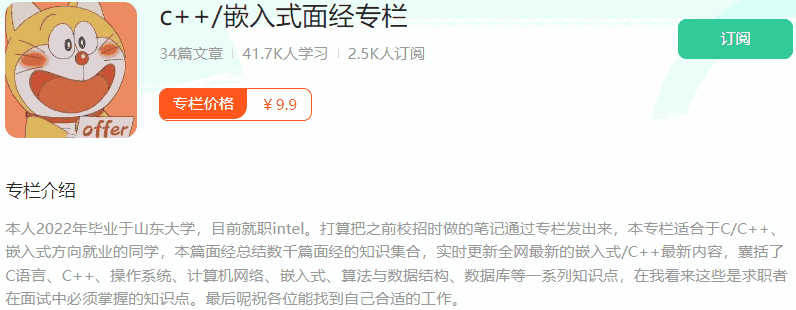 c++/嵌入式面经专栏
34篇文章 41.7K人学习 2.5K人订阅
订阅
专栏价格 ￥9.9
offer
专栏介绍
本人2022年毕业于山东大学，目前就职intel。打算把之前校招时做的笔记通过专栏发出来，本专栏适合于C/C++、
嵌入式方向就业的同学，本篇面经总结数千篇面经的知识集合，实时更新全网最新的嵌入式/C++最新内容，囊括了
C语言、C++、操作系统、计算机网络、嵌入式、算法与数据结构、数据库等一系列知识点，在我看来这些是求职者
在面试中必须掌握的知识点。最后呢祝各位能找到自己合适的工作。